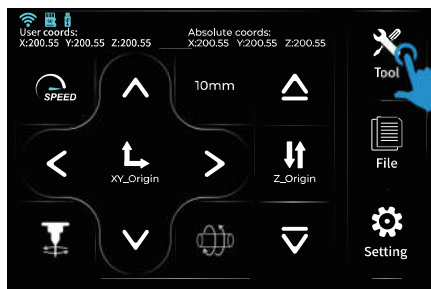 User coords:
X:200.55 Y:200.55 Z:200.55
Absolute coords:
X:200.55 Y:200.55 Z:200.55
Tool
SPEED
10mm
XY_Origin
Z_Origin
File
Setting